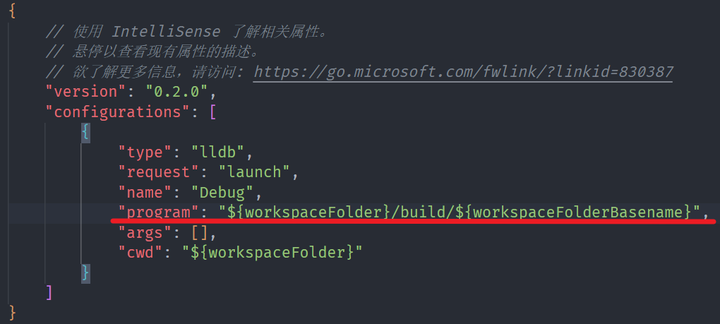 {
// 使用 IntelliSense 了解相关属性。
// 悬停以查看现有属性的描述。
// 欲了解更多信息，请访问: https://go.microsoft.com/fwlink/?linkid=830387
"version": "0.2.0",
"configurations": [
{
"type": "lldb",
"request": "launch",
"name": "Debug",
"program": "${workspaceFolder}/build/${workspaceFolderBasename}",
"args": [],
"cwd": "${workspaceFolder}"
}
]
}